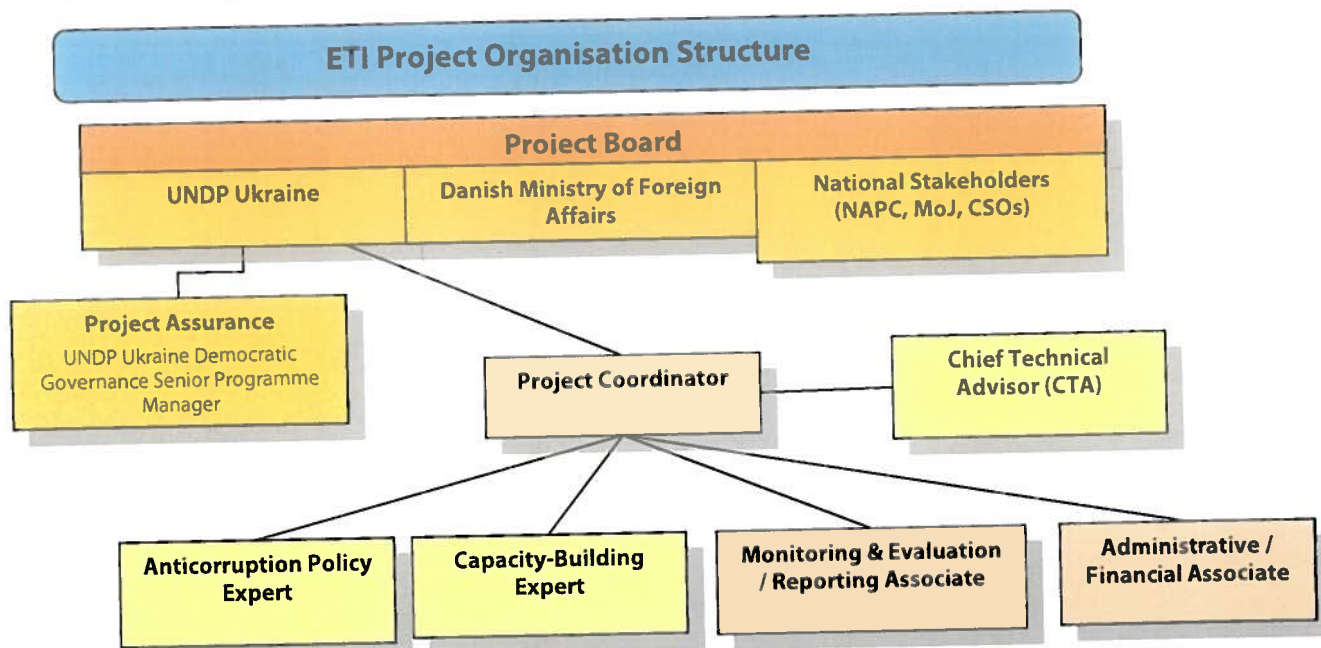 ETI Project Organisation Structure
Project Board
UNDP Ukraine
Danish Ministry of Foreign
Affairs
National Stakeholders
(NAPC, MoJ, CSOs)
Project Assurance
UNDP Ukraine Democratic
Governance Senior Programme
Manager
Project Coordinator
Chief Technical
Advisor (CTA)
Anticorruption Policy
Expert
Capacity-Building
Expert
Monitoring & Evaluation
/ Reporting Associate
Administrative /
Financial Associate